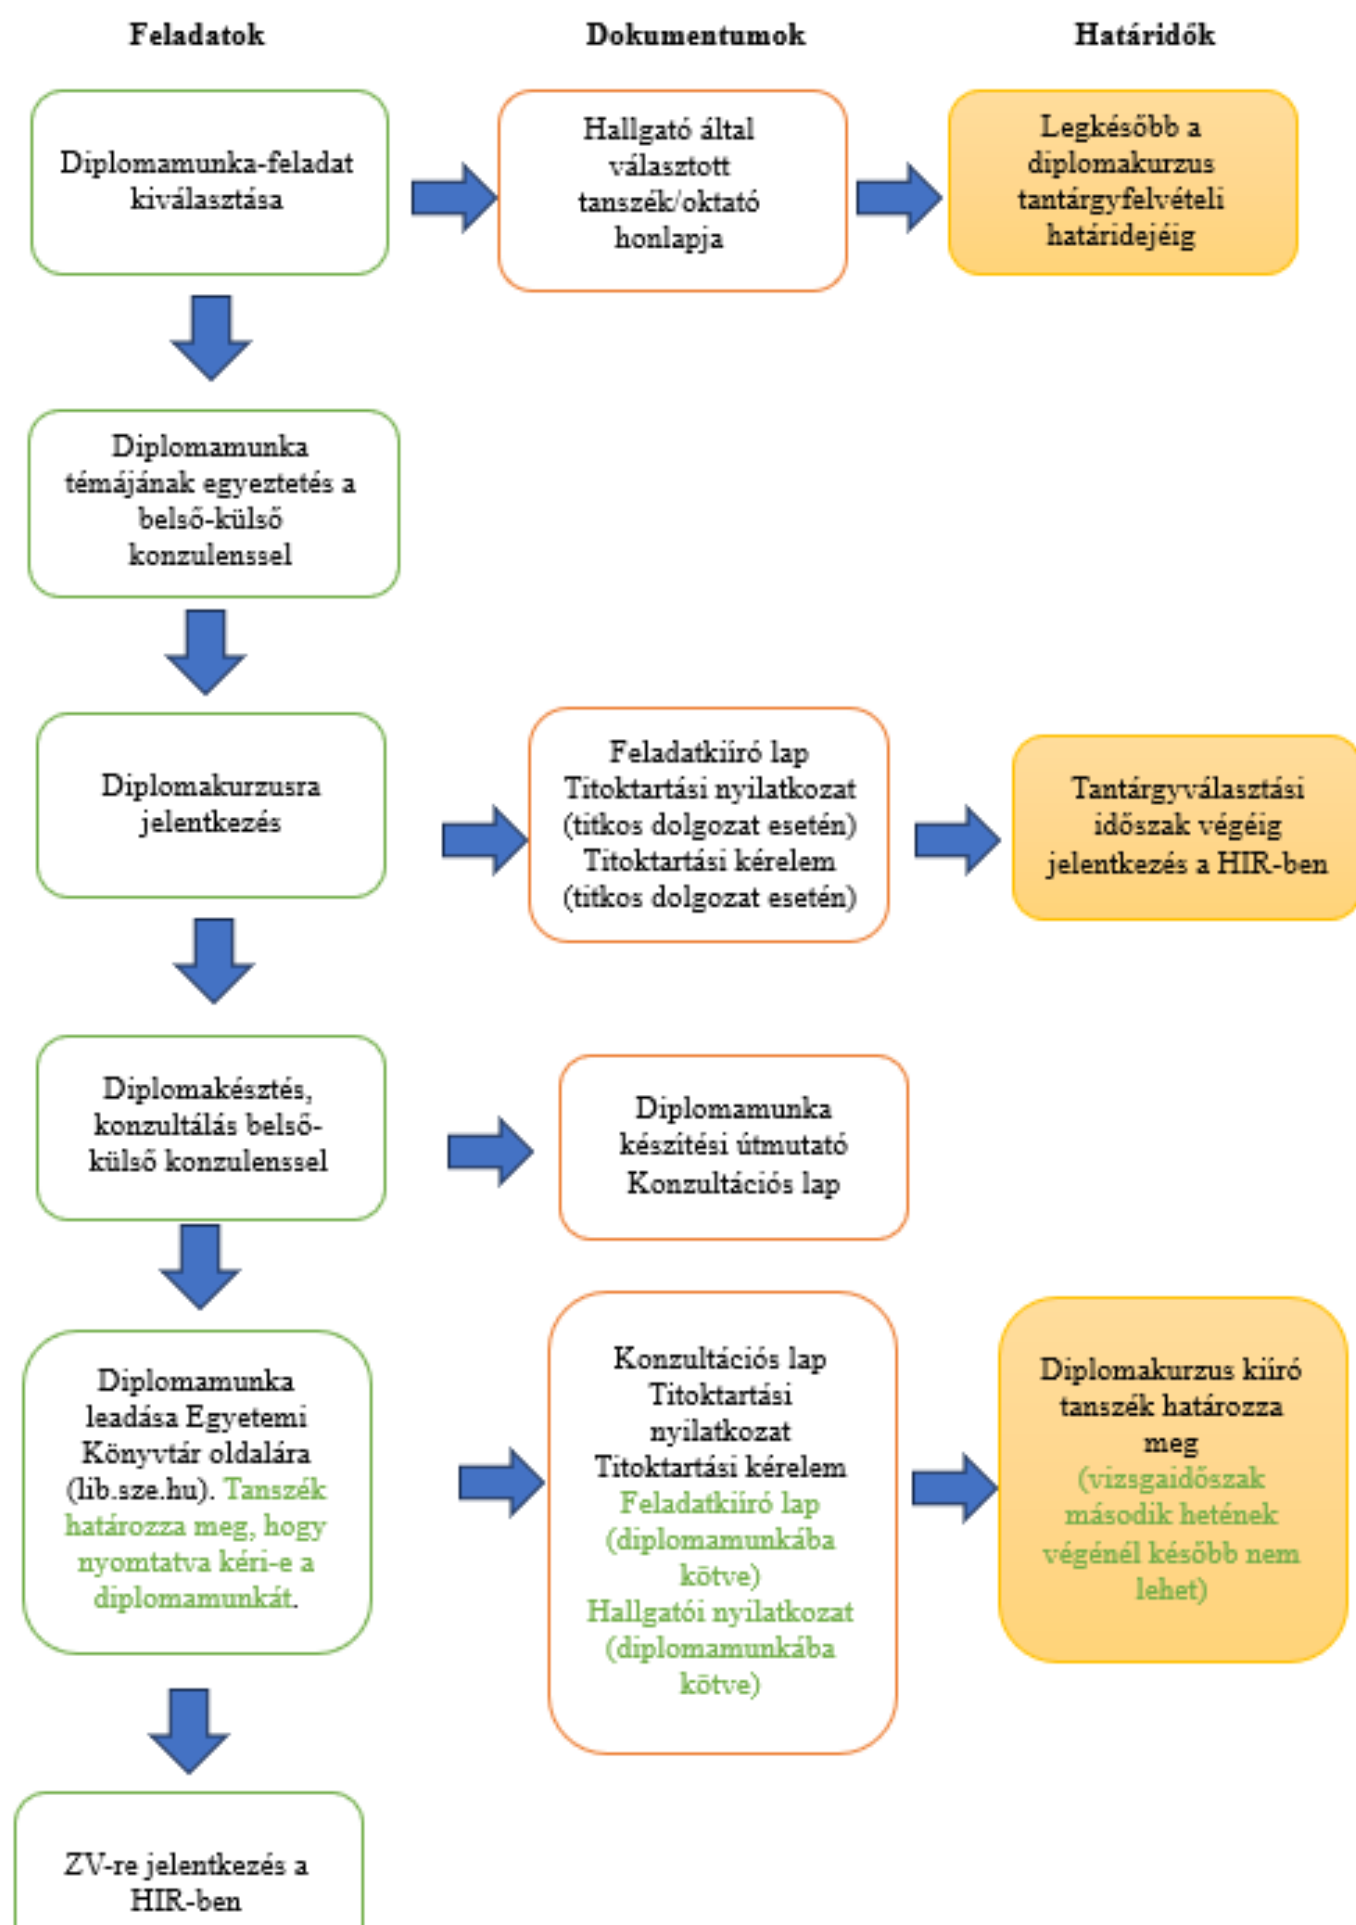 Feladatok
Dokumentumok
Határidők
Diplomamunka-feladat
kiválasztása
Hallgató által
választott
tanszék/oktató
honlapja
Legkésőbb a
diplomakurzus
tantárgyfelvételi
határidejéig
Diplomamunka
témájának egyeztetés a
belső-külső
konzulenssel
Diplomakurzusra
jelentkezés
Feladatkiíró lap
Titoktartási nyilatkozat
(titkos dolgozat esetén)
Titoktartási kérelem
(titkos dolgozat esetén)
Tantárgyválasztási
időszak végéig
jelentkezés a HIR-ben
Diplomakésztés,
konzultálás belső-
külső konzulenssel
Diplomamunka
készítési útmutató
Konzultációs lap
Diplomamunka
leadása Egyetemi
Könyvtár oldalára
(lib.sze.hu). Tanszék
határozza meg, hogy
nyomtatva kéri-e a
diplomamunkát.
Konzultációs lap
Titoktartási
nyilatkozat
Titoktartási kérelem
Feladatkiíró lap
(diplomamunkába
kötve)
Hallgatói nyilatkozat
(diplomamunkába
kötve)
Diplomakurzus kiíró
tanszék határozza
meg
(vizsgaidőszak
második hetének
végénél később nem
lehet)
ZV-re jelentkezés a
HIR-ben